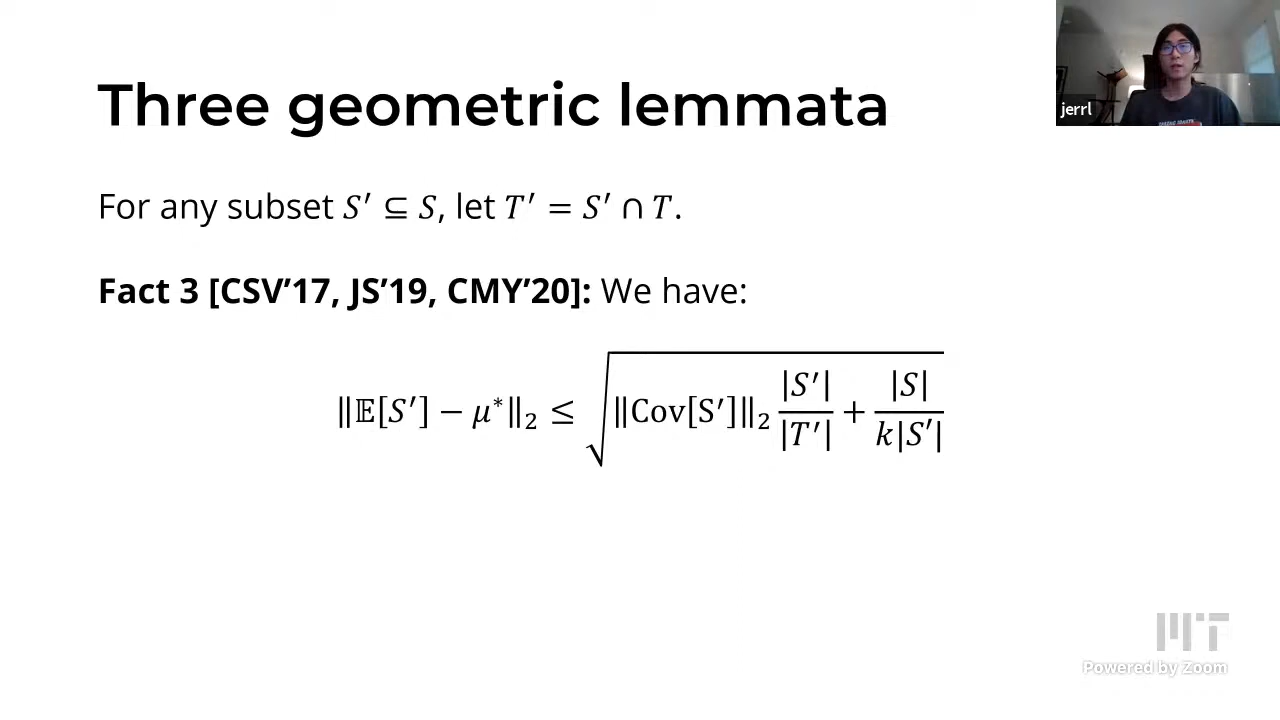 Three geometric lemmata
jerrl
For any subset S′ ⊆ S, let T′ = S′ ∩ T.
Fact 3 [CSV’17, JS’19, CMY’20]: We have:
‖𝔼[S′] − μ*‖₂ ≤ √(‖Cov[S′]‖₂ |S′|/|T′| + |S|/(k|S′|))
MIT
Powered by Zoom